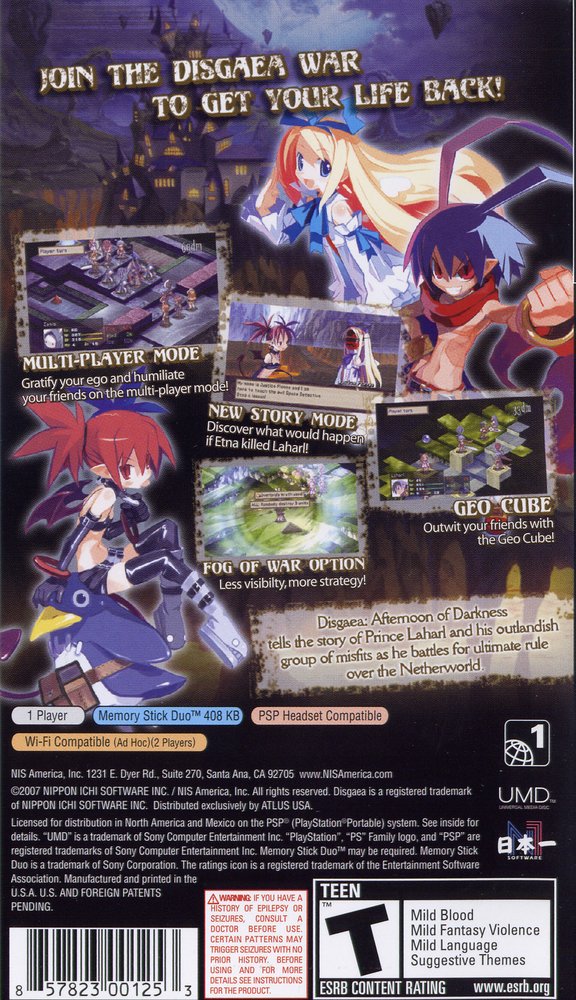 JOIN THE DISGAEA WAR
TO GET YOUR LIFE BACK!
Player turn
MULTI-PLAYER MODE
Gratify your ego and humiliate
your friends on the multi-player mode!
NEW STORY MODE
Discover what would happen
if Etna killed Laharl!
Player turn
GEO CUBE
Outwit your friends with
the Geo Cube!
FOG OF WAR OPTION
Less visibilty, more strategy!
Disgaea: Afternoon of Darkness
tells the story of Prince Laharl and his outlandish
group of misfits as he battles for ultimate rule
over the Netherworld.
1 Player
Memory Stick Duo™ 408 KB
PSP Headset Compatible
Wi-Fi Compatible (Ad Hoc)(2 Players)
1
NIS America, Inc. 1231 E. Dyer Rd., Suite 270, Santa Ana, CA 92705 www.NISAmerica.com
©2007 NIPPON ICHI SOFTWARE INC. / NIS America, Inc. All rights reserved. Disgaea is a registered trademark
of NIPPON ICHI SOFTWARE INC. Distributed exclusively by ATLUS USA.
UMD™
UNIVERSAL MEDIA DISC
Licensed for distribution in North America and Mexico on the PSP® (PlayStation®Portable) system. See inside for
details. “UMD” is a trademark of Sony Computer Entertainment Inc. “PlayStation”, “PS” Family logo, and “PSP” are
registered trademarks of Sony Computer Entertainment Inc. Memory Stick Duo™ may be required. Memory Stick
Duo is a trademark of Sony Corporation. The ratings icon is a registered trademark of the Entertainment Software
Association. Manufactured and printed in the
U.S.A. U.S. AND FOREIGN PATENTS
PENDING.
日本一
SOFTWARE
WARNING: IF YOU HAVE A
HISTORY OF EPILEPSY OR
SEIZURES, CONSULT A
DOCTOR BEFORE USE.
CERTAIN PATTERNS MAY
TRIGGER SEIZURES WITH NO
PRIOR HISTORY. BEFORE
USING AND FOR MORE
DETAILS SEE INSTRUCTIONS
FOR THE PRODUCT.
TEEN
T
™
Mild Blood
Mild Fantasy Violence
Mild Language
Suggestive Themes
ESRB CONTENT RATING www.esrb.org
8 57823 00125 3